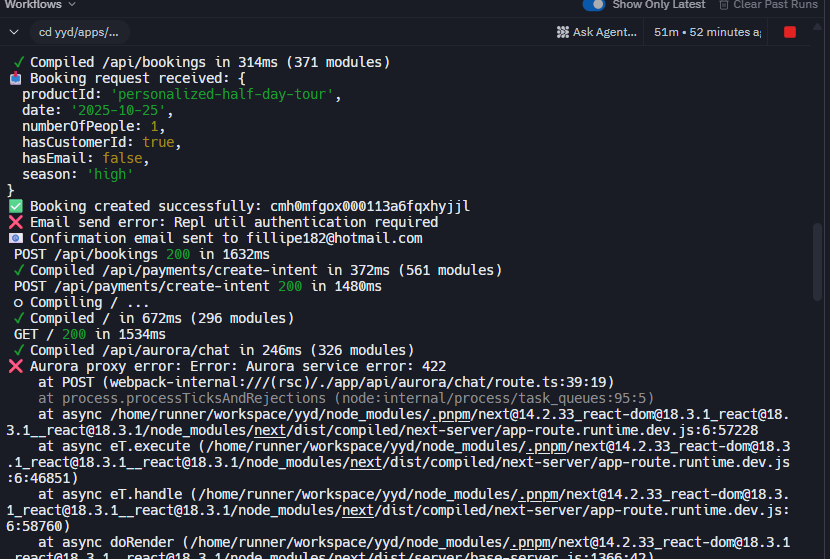 Workflows
Show Only Latest
Clear Past Runs
cd yyd/apps/...
Ask Agent...
51m • 52 minutes a
✓ Compiled /api/bookings in 314ms (371 modules)
Booking request received: {
productId: 'personalized-half-day-tour',
date: '2025-10-25',
numberOfPeople: 1,
hasCustomerId: true,
hasEmail: false,
season: 'high'
}
✅ Booking created successfully: cmh0mfgox000113a6fqxhyjjl
❌ Email send error: Repl util authentication required
📧 Confirmation email sent to fillipe182@hotmail.com
POST /api/bookings 200 in 1632ms
✓ Compiled /api/payments/create-intent in 372ms (561 modules)
POST /api/payments/create-intent 200 in 1480ms
○ Compiling / ...
✓ Compiled / in 672ms (296 modules)
GET / 200 in 1534ms
✓ Compiled /api/aurora/chat in 246ms (326 modules)
❌ Aurora proxy error: Error: Aurora service error: 422
at POST (webpack-internal:///(rsc)/./app/api/aurora/chat/route.ts:39:19)
at process.processTicksAndRejections (node:internal/process/task_queues:95:5)
at async /home/runner/workspace/yyd/node_modules/.pnpm/next@14.2.33_react-dom@18.3.1_react@18.
3.1__react@18.3.1/node_modules/next/dist/compiled/next-server/app-route.runtime.dev.js:6:57228
at async eT.execute (/home/runner/workspace/yyd/node_modules/.pnpm/next@14.2.33_react-dom@18.3
.1_react@18.3.1__react@18.3.1/node_modules/next/dist/compiled/next-server/app-route.runtime.dev.js
:6:46851)
at async eT.handle (/home/runner/workspace/yyd/node_modules/.pnpm/next@14.2.33_react-dom@18.3.
1_react@18.3.1__react@18.3.1/node_modules/next/dist/compiled/next-server/app-route.runtime.dev.js:
6:58760)
at async doRender (/home/runner/workspace/yyd/node_modules/.pnpm/next@14.2.33_react-dom@18.3.1
_react@18.3.1__react@18.3.1/node_modules/next/dist/server/base-server.js:1366:42)